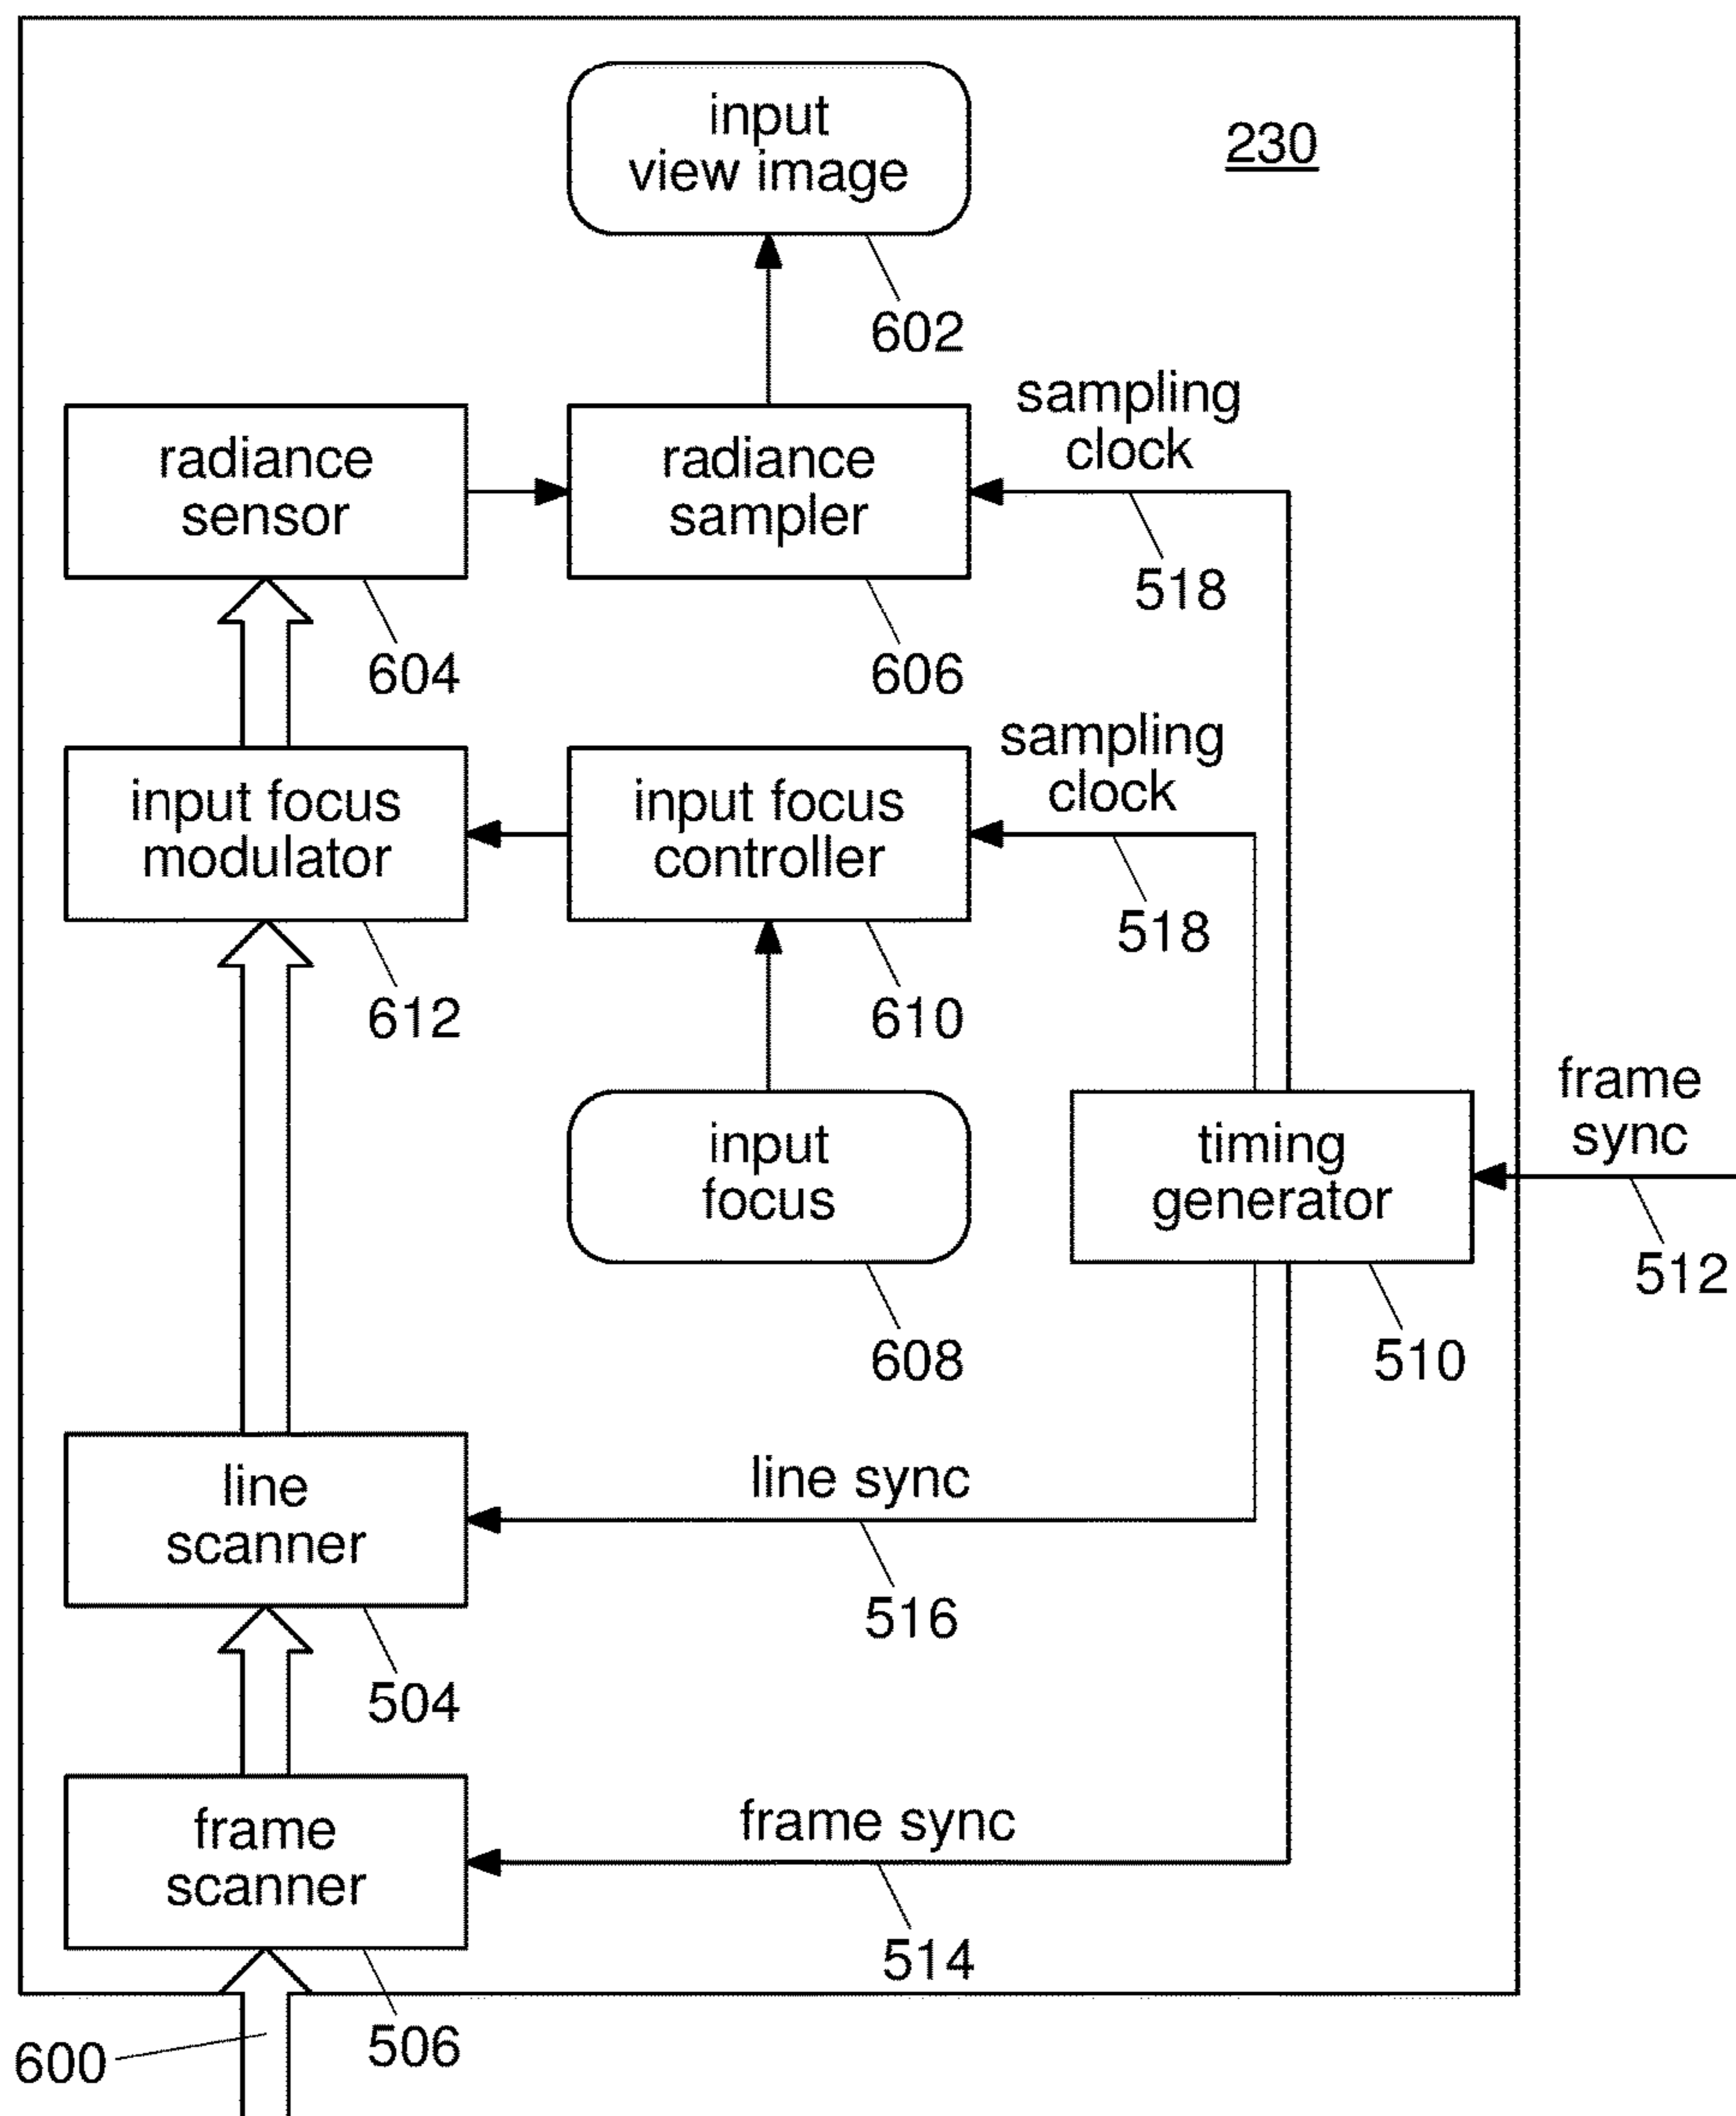 input
view image
230
602
sampling
clock
radiance
sensor
radiance
sampler
518
604
606
sampling
clock
input focus
modulator
input focus
controller
518
612
610
frame
sync
input
focus
timing
generator
512
608
510
line sync
line
scanner
516
504
frame sync
frame
scanner
514
506
600